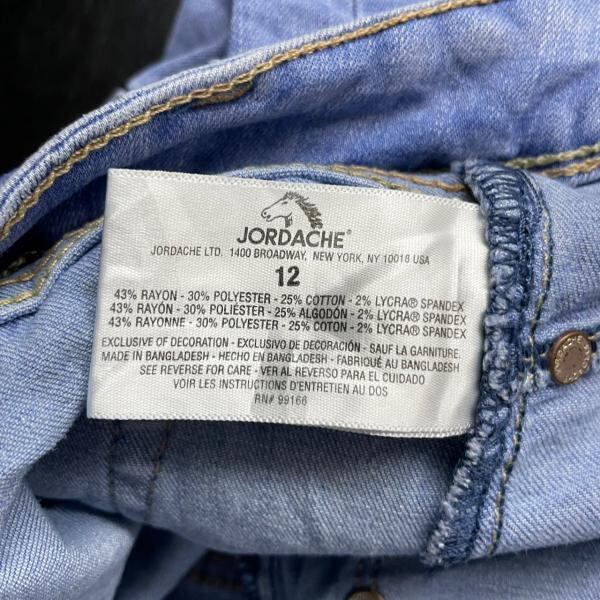 JORDACHE®
JORDACHE LTD. 1400 BROADWAY, NEW YORK, NY 10018 USA
12
43% RAYON - 30% POLYESTER - 25% COTTON - 2% LYCRA® SPANDEX
43% RAYÓN - 30% POLIÉSTER - 25% ALGODÓN - 2% LYCRA® SPANDEX
43% RAYONNE - 30% POLYESTER - 25% COTON - 2% LYCRA® SPANDEX
EXCLUSIVE OF DECORATION - EXCLUSIVO DE DECORACIÓN - SAUF LA GARNITURE.
MADE IN BANGLADESH - HECHO EN BANGLADESH - FABRIQUÉ AU BANGLADESH
SEE REVERSE FOR CARE - VER AL REVERSO PARA EL CUIDADO
VOIR LES INSTRUCTIONS D'ENTRETIEN AU DOS
RN# 99166